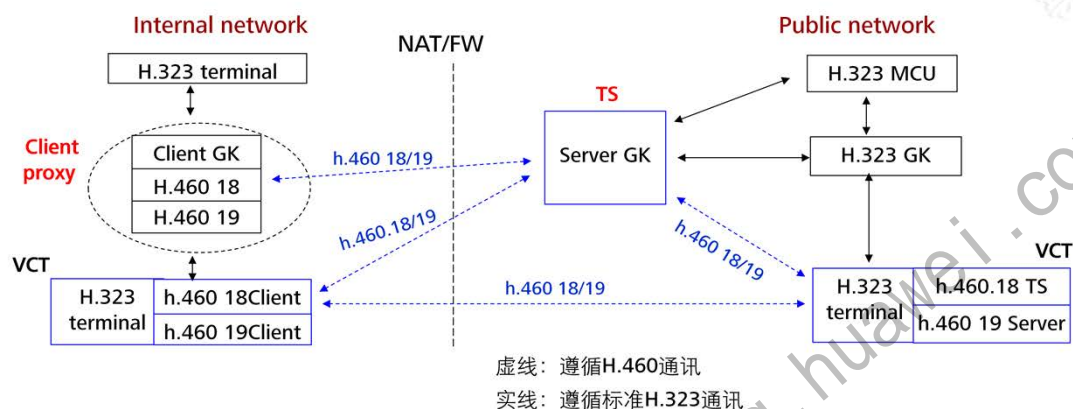 Internal network
NAT/FW
Public network
H.323 terminal
H.323 MCU
TS
Client proxy
Client GK
H.460 18
H.460 19
h.460 18/19
Server GK
H.323 GK
h.460.18/19
h.460 18/19
VCT
H.323 terminal
h.460 18Client
h.460 19Client
h.460 18/19
VCT
H.323 terminal
h.460.18 TS
h.460 19 Server
虚线：遵循H.460通讯
实线：遵循标准H.323通讯
huawei.co